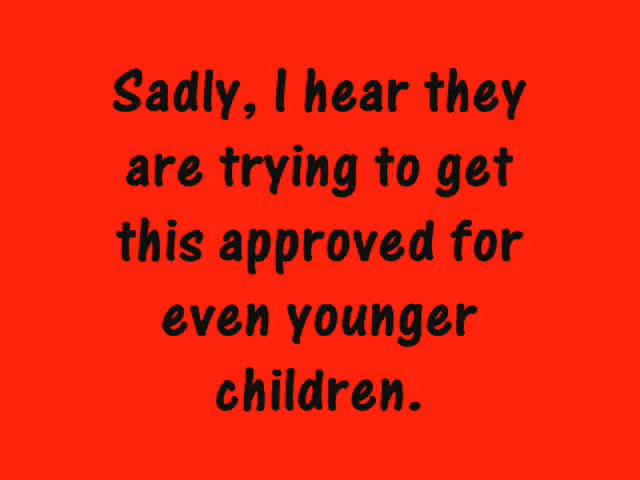 Sadly, I hear they
are trying to get
this approved for
even younger
children.